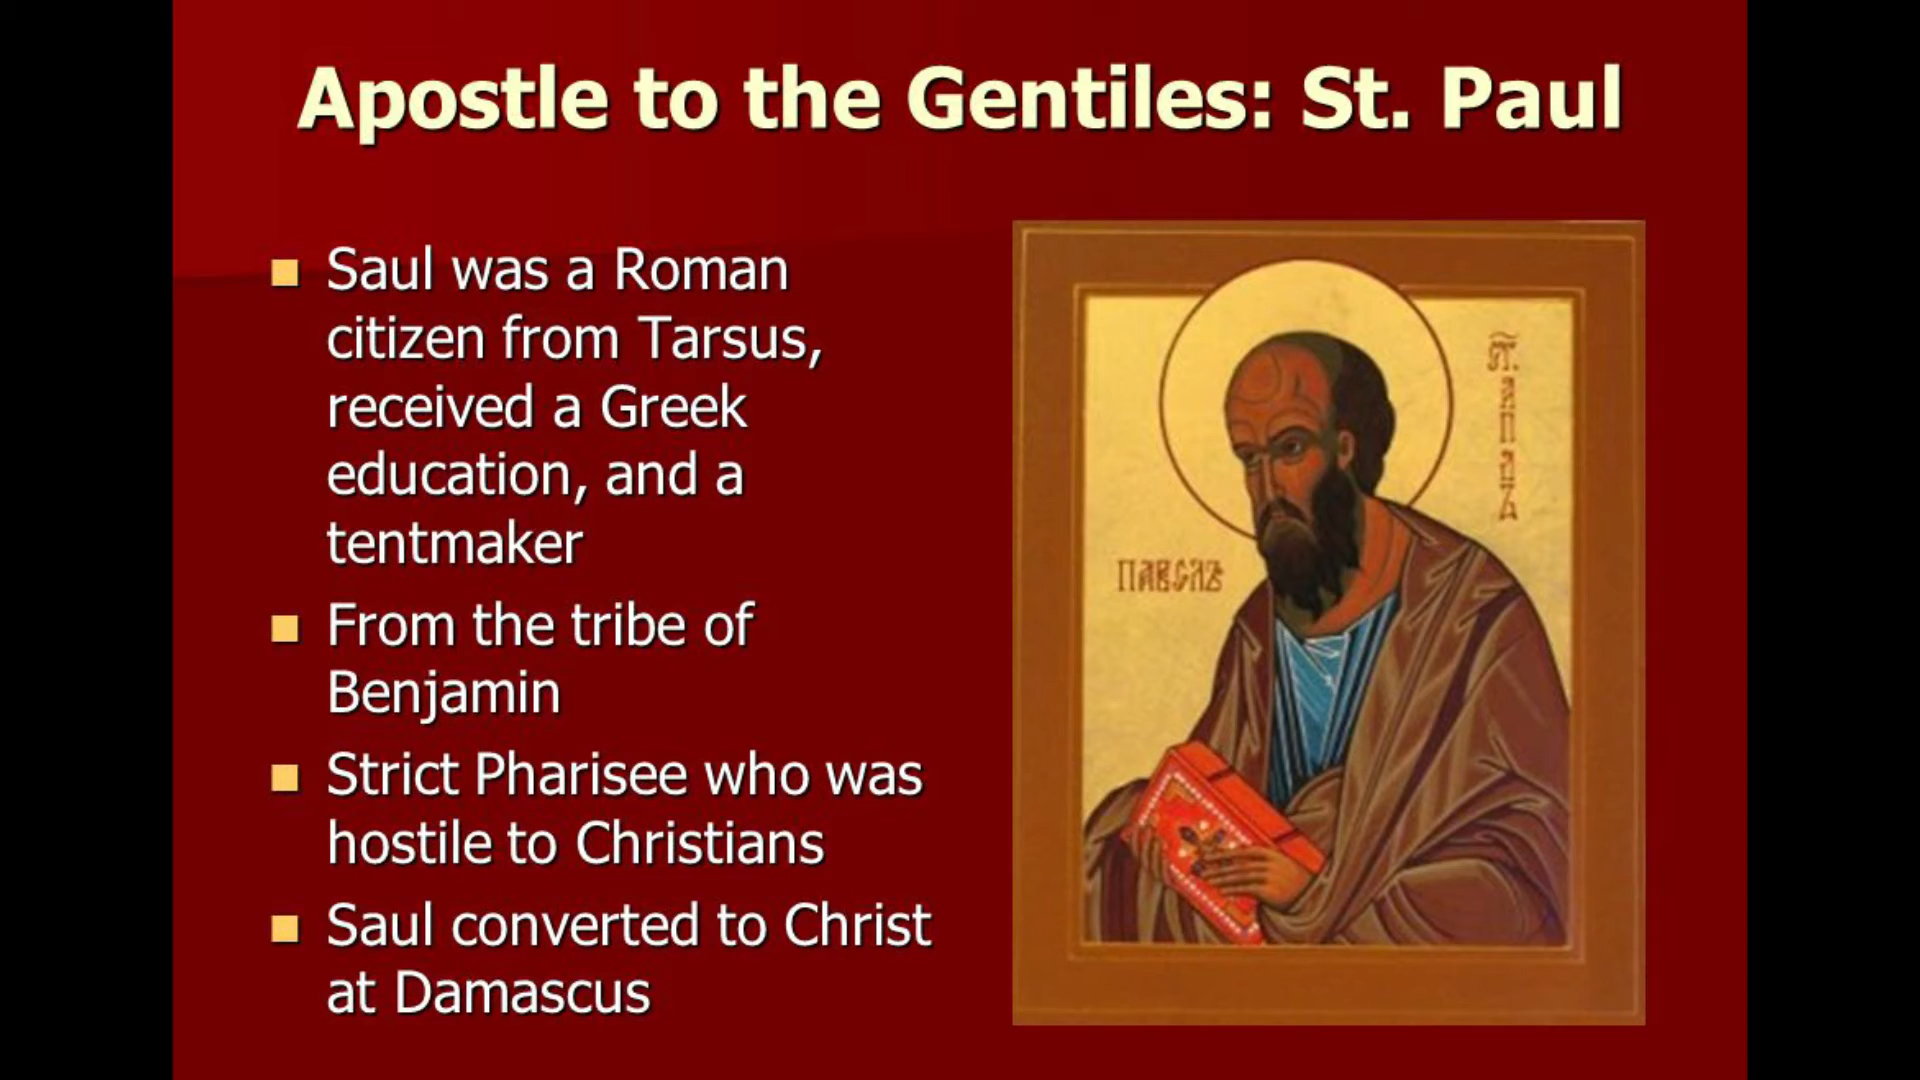 Apostle to the Gentiles: St. Paul
Saul was a Roman
citizen from Tarsus,
received a Greek
education, and a
tentmaker
From the tribe of
Benjamin
Strict Pharisee who was
hostile to Christians
Saul converted to Christ
at Damascus
ПАВЕЛЪ